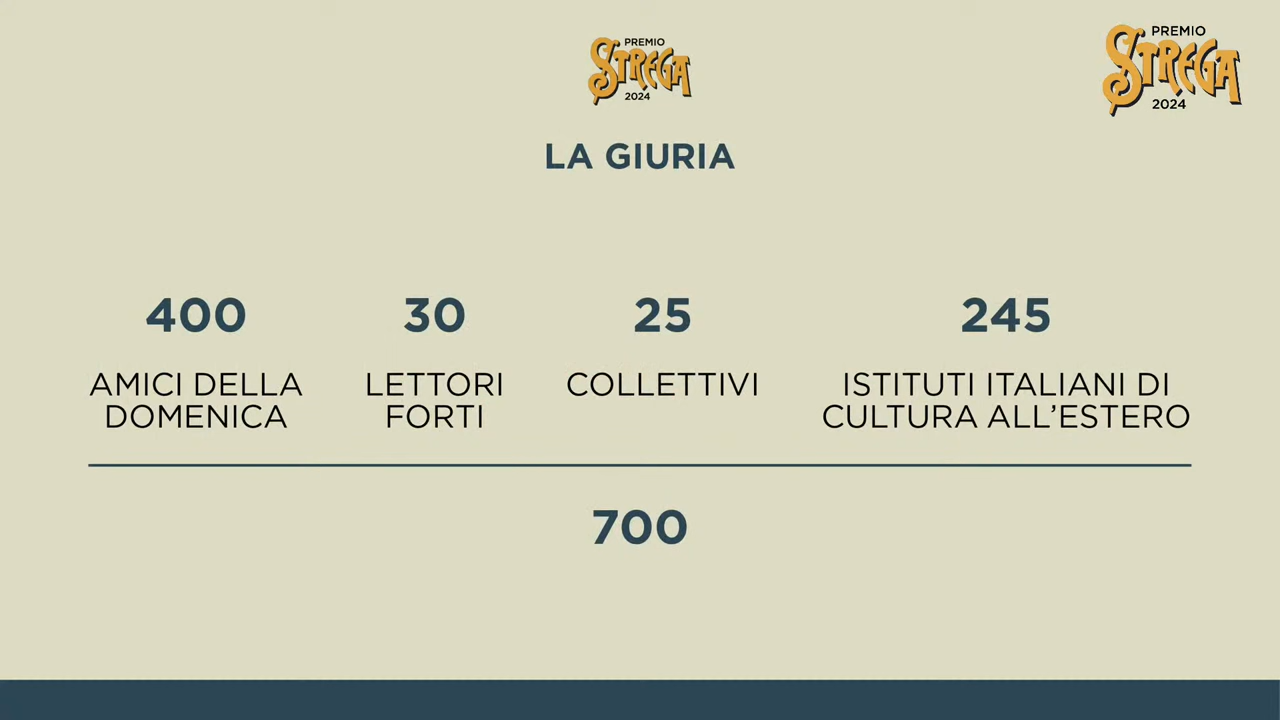 PREMIO
STREGA
2024
PREMIO
STREGA
2024
LA GIURIA
400
AMICI DELLA
DOMENICA
30
LETTORI
FORTI
25
COLLETTIVI
245
ISTITUTI ITALIANI DI
CULTURA ALL'ESTERO
700